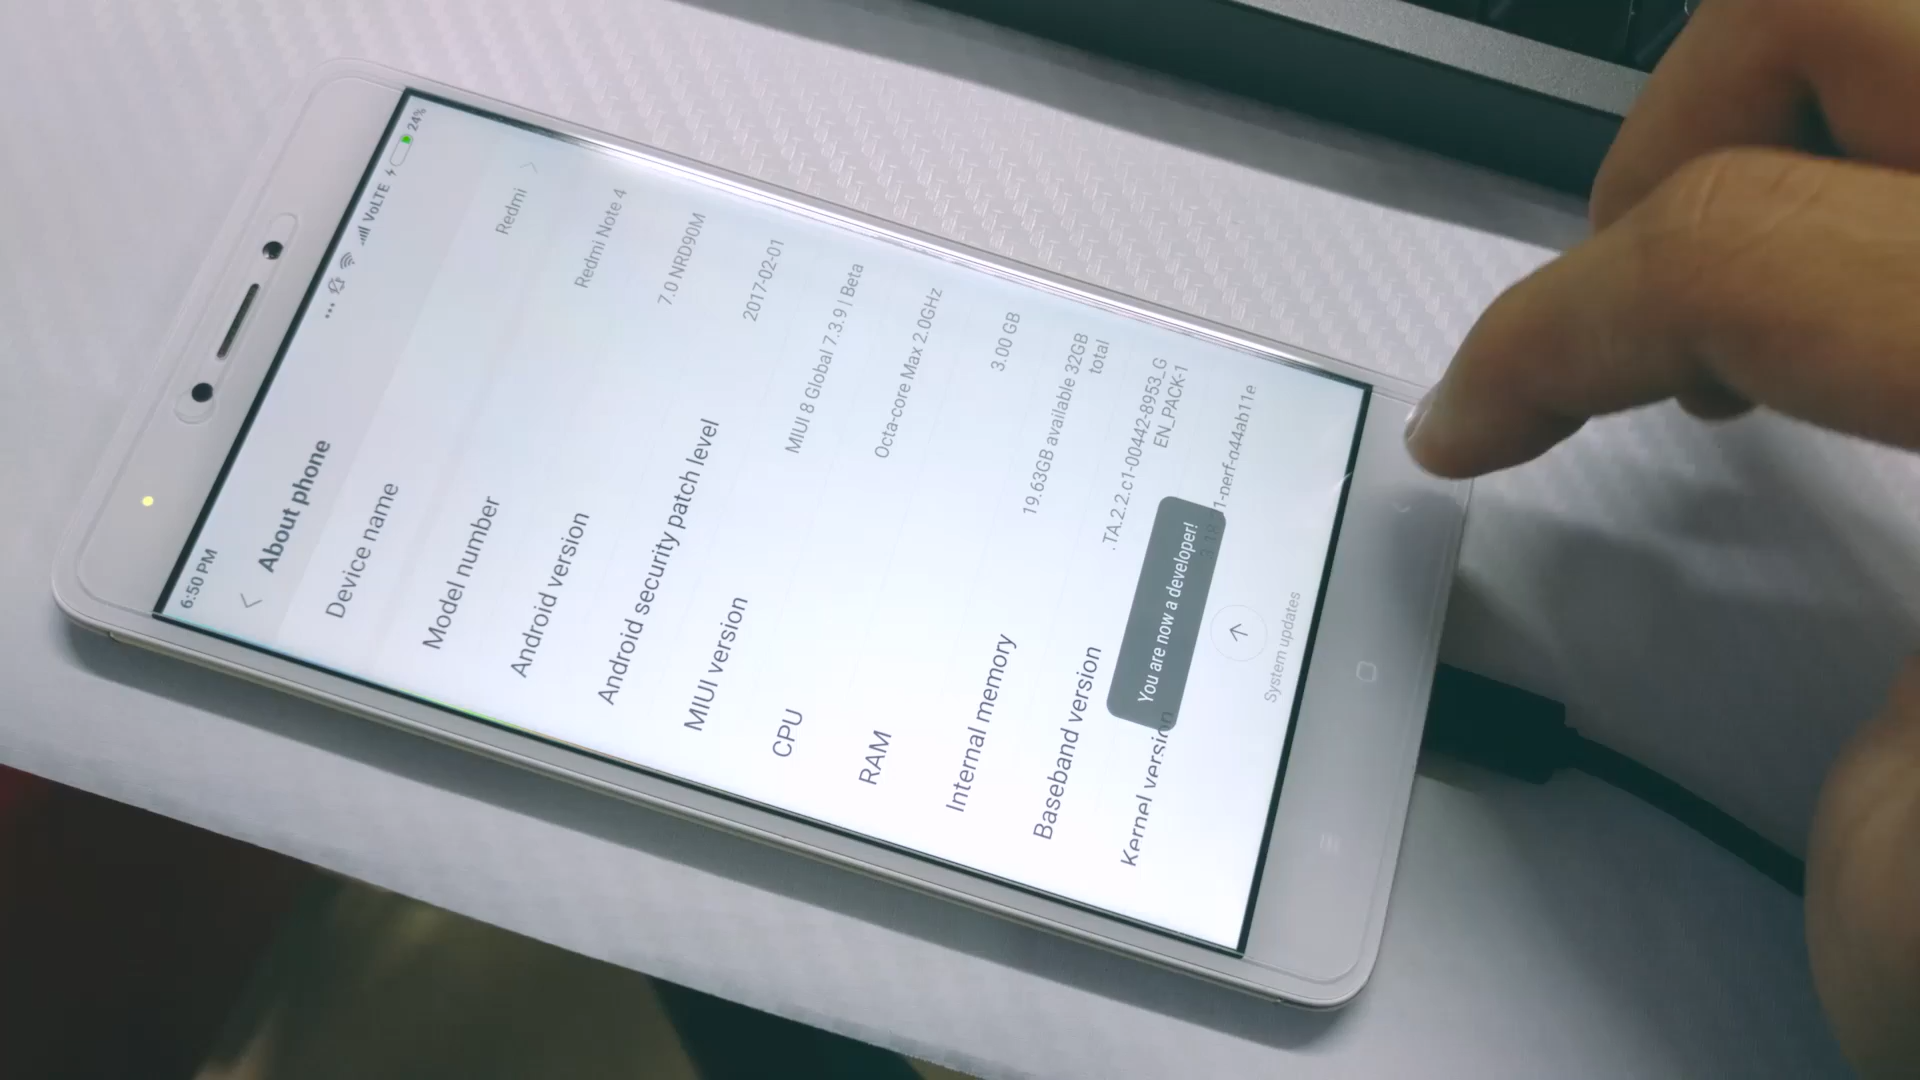 6:50 PM
VoLTE 24%
About phone
Device name Redmi
Model number Redmi Note 4
Android version 7.0 NRD90M
Android security patch level 2017-02-01
MIUI version MIUI 8 Global 7.3.9 | Beta
CPU Octa-core Max 2.0GHz
RAM 3.00 GB
Internal memory 19.63GB available 32GB
total
Baseband version .TA.2.2.c1-00442-8953_G
EN_PACK-1
Kernel version
You are now a developer!
System updates